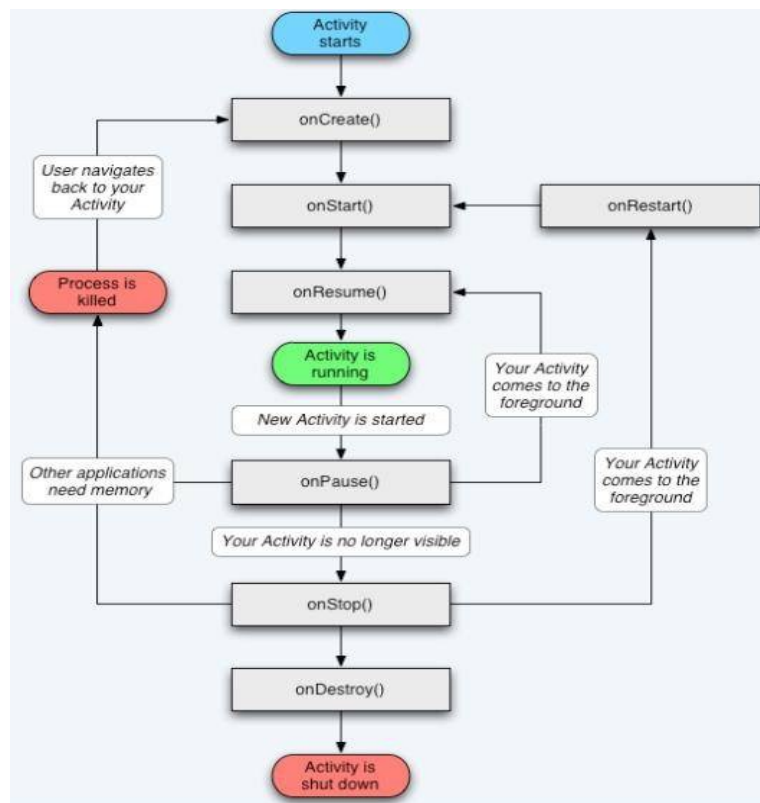 Activity
starts
onCreate()
User navigates
back to your
Activity
onStart()
onRestart()
Process is
killed
onResume()
Activity is
running
Your Activity
comes to the
foreground
New Activity is started
Other applications
need memory
onPause()
Your Activity
comes to the
foreground
Your Activity is no longer visible
onStop()
onDestroy()
Activity is
shut down